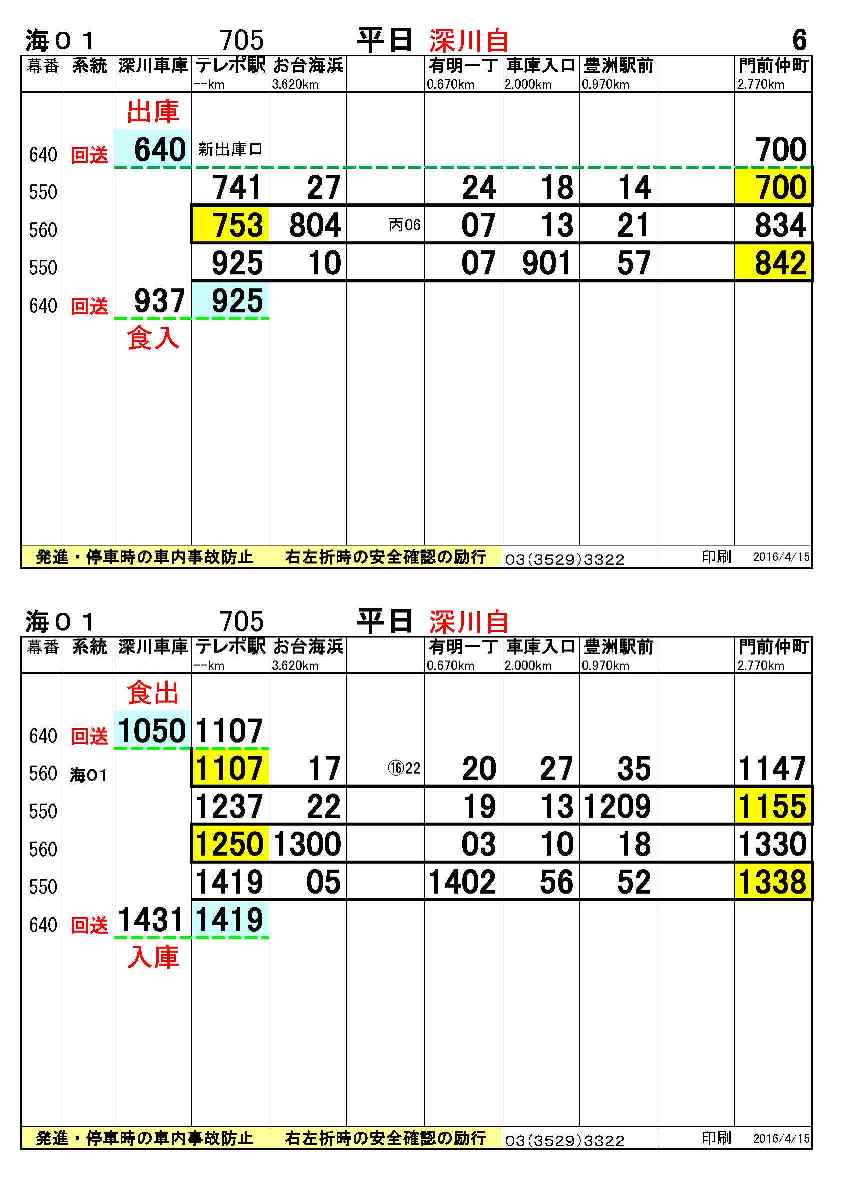 海０１ 705 平日 深川自 6
幕番 系統 深川車庫 テレポ駅 お台海浜 有明一丁 車庫入口 豊洲駅前 門前仲町
--km 3.620km 0.670km 2.000km 0.970km 2.770km
出庫
640 回送 640 新出庫口 700
550 741 27 24 18 14 700
560 753 804 丙06 07 13 21 834
550 925 10 07 901 57 842
640 回送 937 925
食入
発進・停車時の車内事故防止 右左折時の安全確認の励行 03(3529)3322 印刷 2016/4/15
海０１ 705 平日 深川自
幕番 系統 深川車庫 テレポ駅 お台海浜 有明一丁 車庫入口 豊洲駅前 門前仲町
--km 3.620km 0.670km 2.000km 0.970km 2.770km
食出
640 回送 1050 1107
560 海01 1107 17 ⑯22 20 27 35 1147
550 1237 22 19 13 1209 1155
560 1250 1300 03 10 18 1330
550 1419 05 1402 56 52 1338
640 回送 1431 1419
入庫
発進・停車時の車内事故防止 右左折時の安全確認の励行 03(3529)3322 印刷 2016/4/15